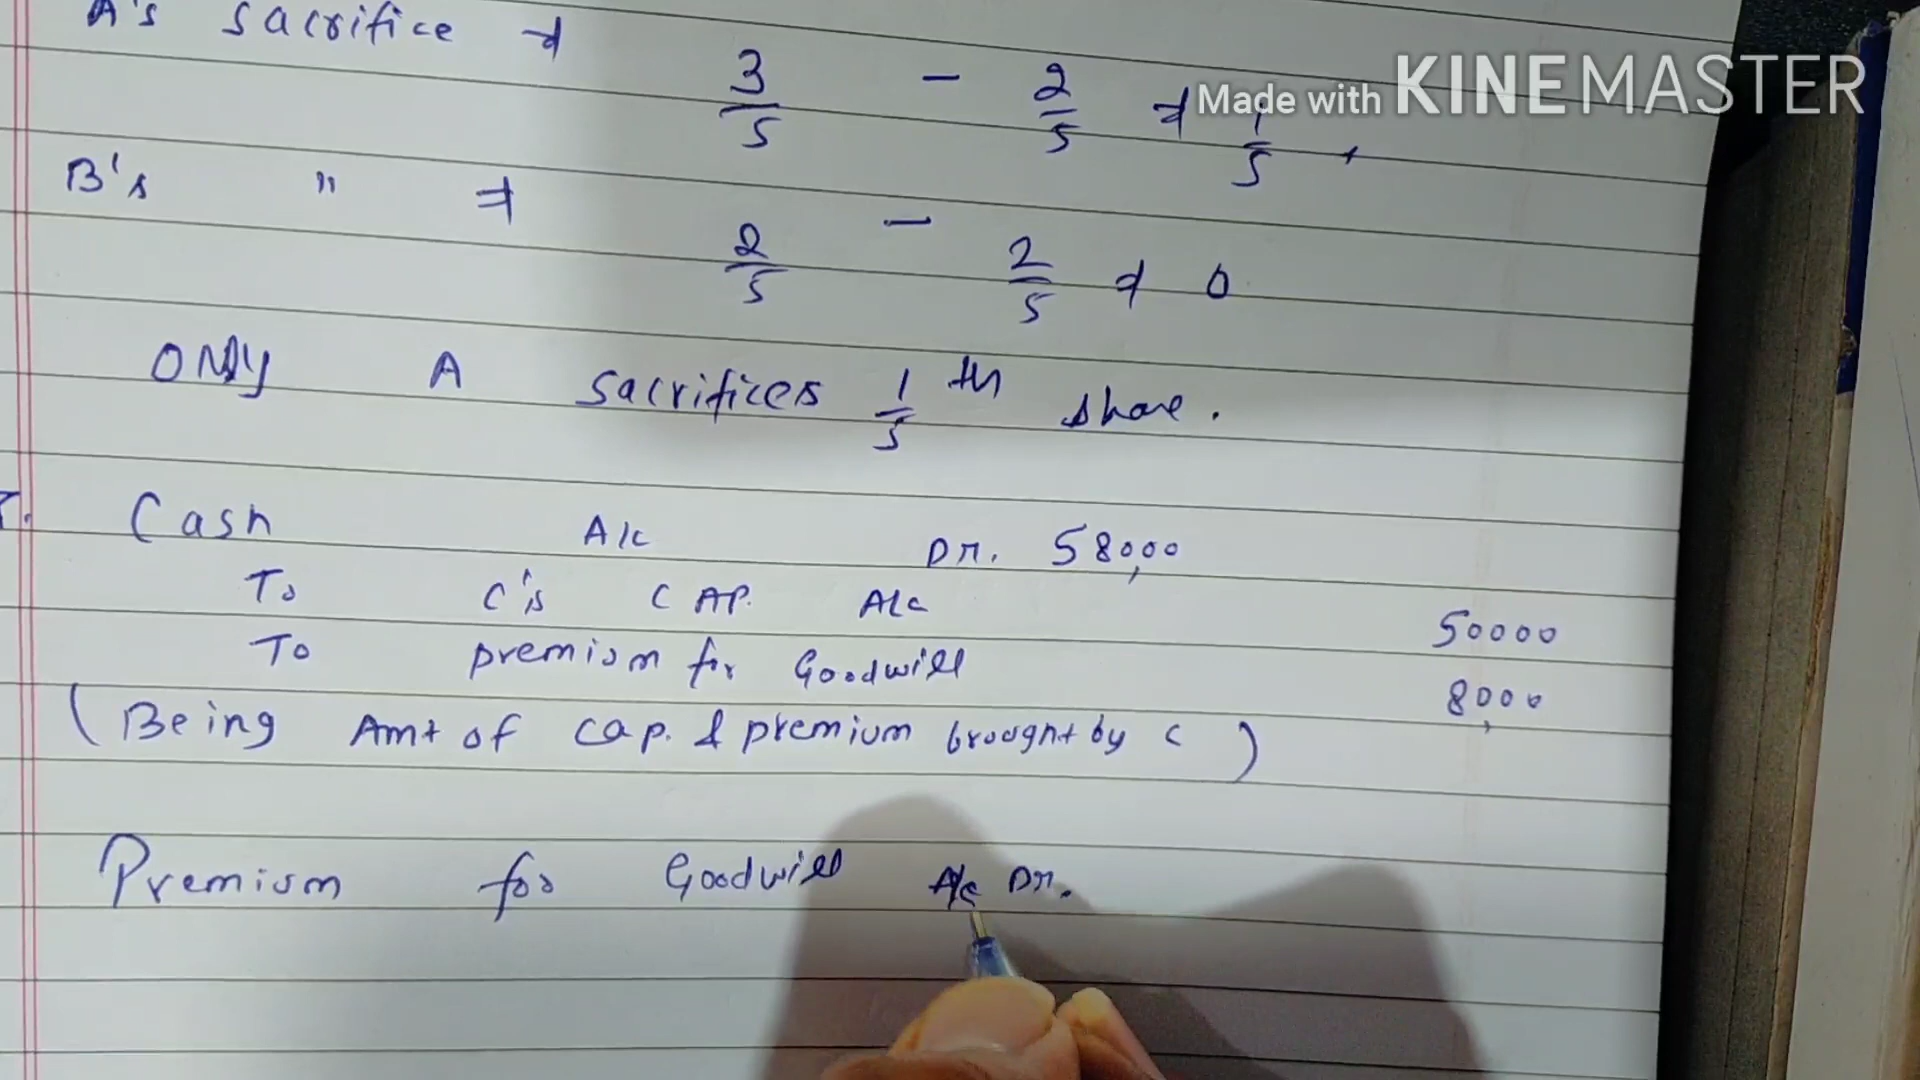 A's sacrifice ⇒ 3/5 - 2/5 ⇒ 1/5
Made with KINEMASTER
B's " ⇒ 2/5 - 2/5 ⇒ 0
ONLY A sacrifices 1/5 th share.
Cash A/c Dr. 58,000
To C's CAP. A/c 50000
To premium for Goodwill 8,000
(Being Amt of cap. & premium brought by C)
Premium for Goodwill A/c Dr.